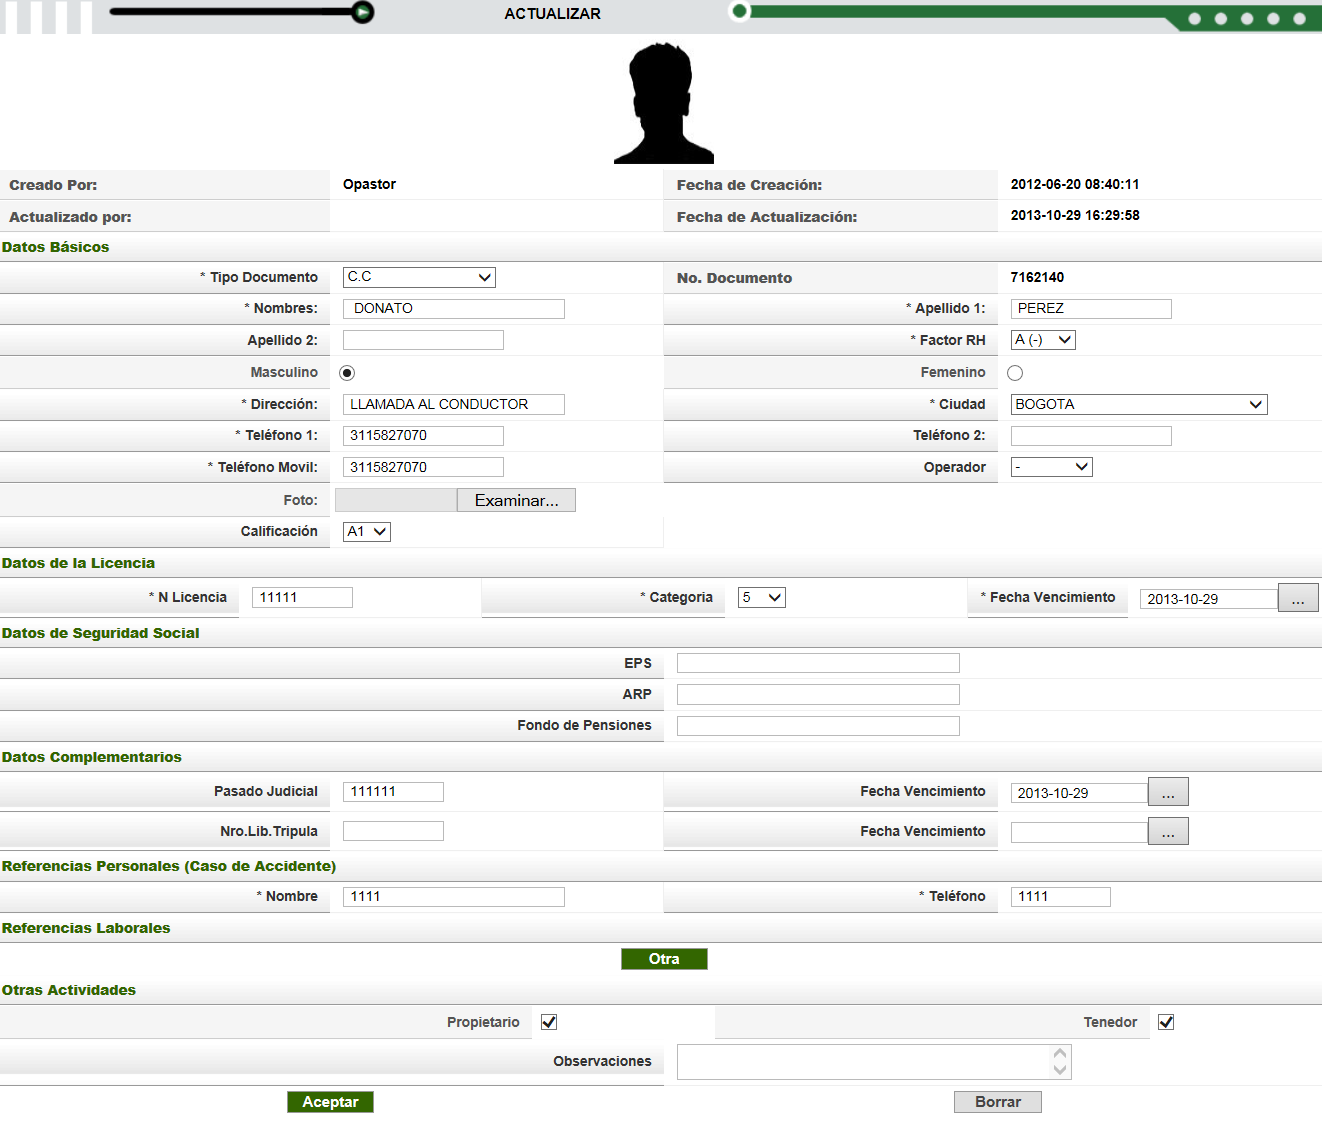 ACTUALIZAR
Creado Por: Opastor Fecha de Creación: 2012-06-20 08:40:11
Actualizado por: Fecha de Actualización: 2013-10-29 16:29:58
Datos Básicos
* Tipo Documento C.C No. Documento 7162140
* Nombres: DONATO * Apellido 1: PEREZ
Apellido 2: * Factor RH A (-)
Masculino Femenino
* Dirección: LLAMADA AL CONDUCTOR * Ciudad BOGOTA
* Teléfono 1: 3115827070 Teléfono 2:
* Teléfono Movil: 3115827070 Operador -
Foto: Examinar...
Calificación A1
Datos de la Licencia
* N Licencia 11111 * Categoria 5 * Fecha Vencimiento 2013-10-29 ...
Datos de Seguridad Social
EPS
ARP
Fondo de Pensiones
Datos Complementarios
Pasado Judicial 111111 Fecha Vencimiento 2013-10-29 ...
Nro.Lib.Tripula Fecha Vencimiento ...
Referencias Personales (Caso de Accidente)
* Nombre 1111 * Teléfono 1111
Referencias Laborales
Otra
Otras Actividades
Propietario Tenedor
Observaciones
Aceptar Borrar